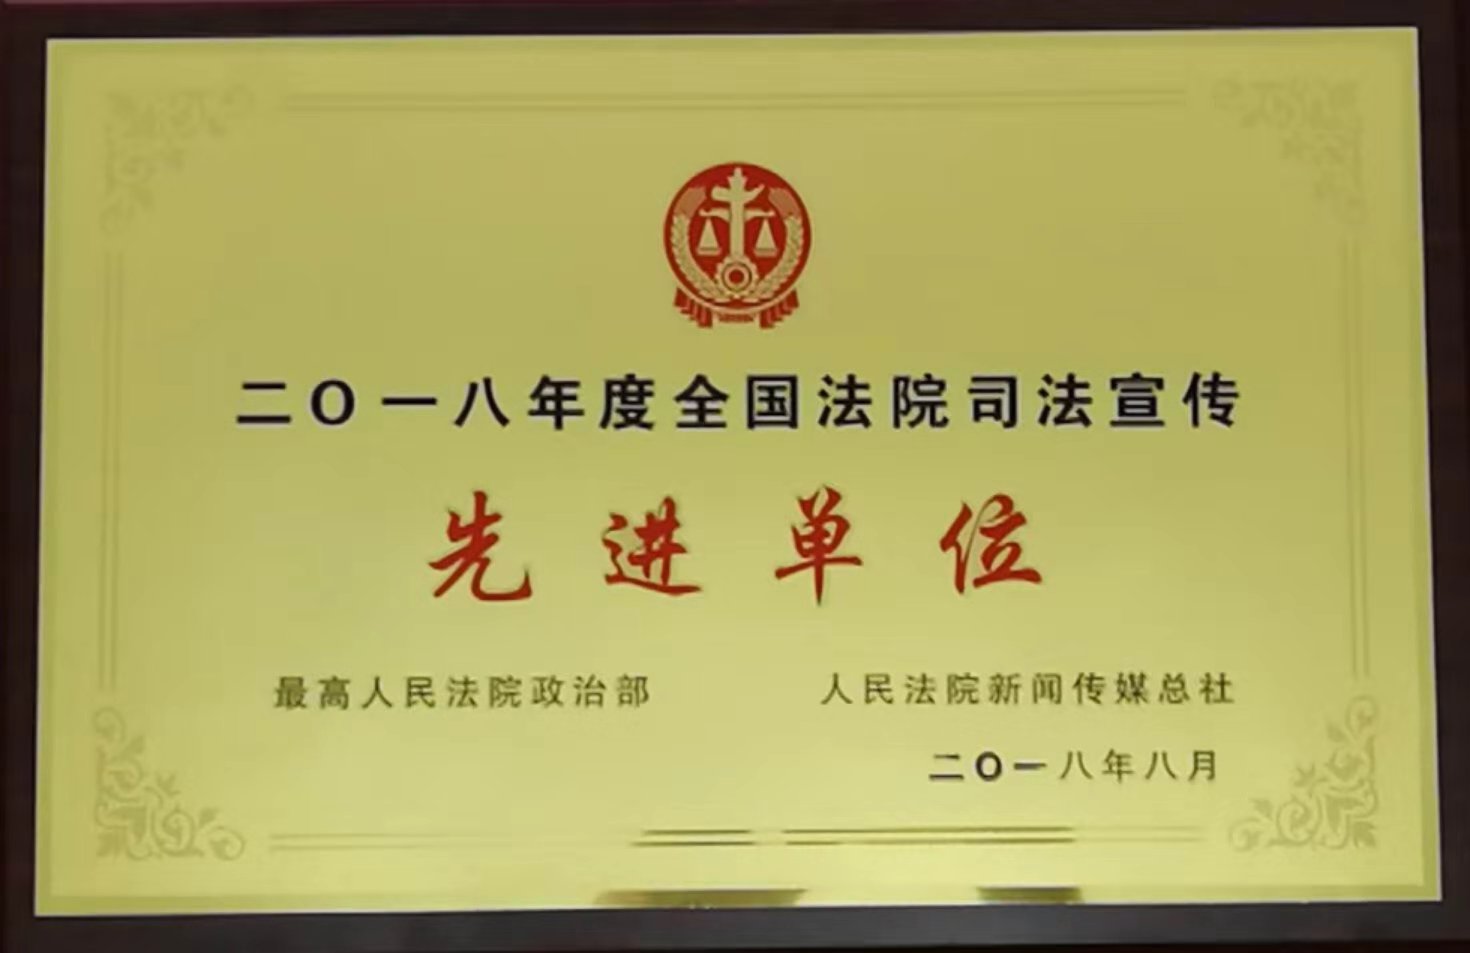 二〇一八年度全国法院司法宣传
先进单位
最高人民法院政治部 人民法院新闻传媒总社
二〇一八年八月